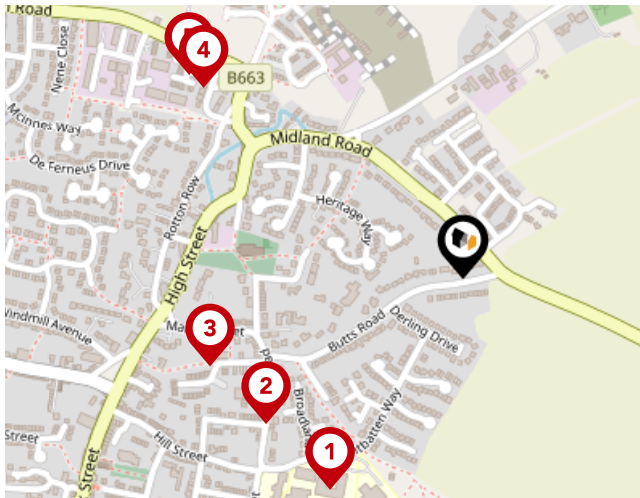 Road
4
Nene Close
B663
McInnes Way
Midland Road
De Ferneus Drive
Rotton Row
Heritage Way
High Street
3
Windmill Avenue
Butts Road
Derling Drive
2
Hill Street
Street
1
Street